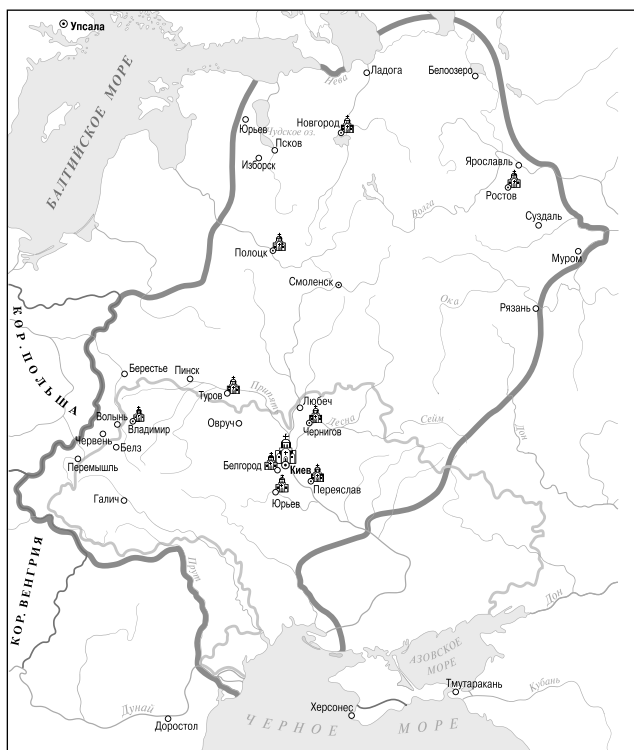 Упсала
БАЛТИЙСКОЕ МОРЕ
Нева
Ладога
Белоозеро
Новгород
Юрьев
Чудское оз.
Псков
Изборск
Ярославль
Ростов
Волга
Суздаль
Полоцк
Муром
Смоленск
Ока
Рязань
КОР. ПОЛЬША
Берестье
Пинск
Туров
Припять
Любеч
Волынь
Владимир
Овруч
Чернигов
Десна
Сейм
Дон
Червень
Белз
Перемышль
Белгород
Киев
Переяслав
Юрьев
Галич
КОР. ВЕНГРИЯ
Прут
Дон
АЗОВСКОЕ
МОРЕ
Тмутаракань
Кубань
Дунай
Доростол
Херсонес
ЧЕРНОЕ МОРЕ